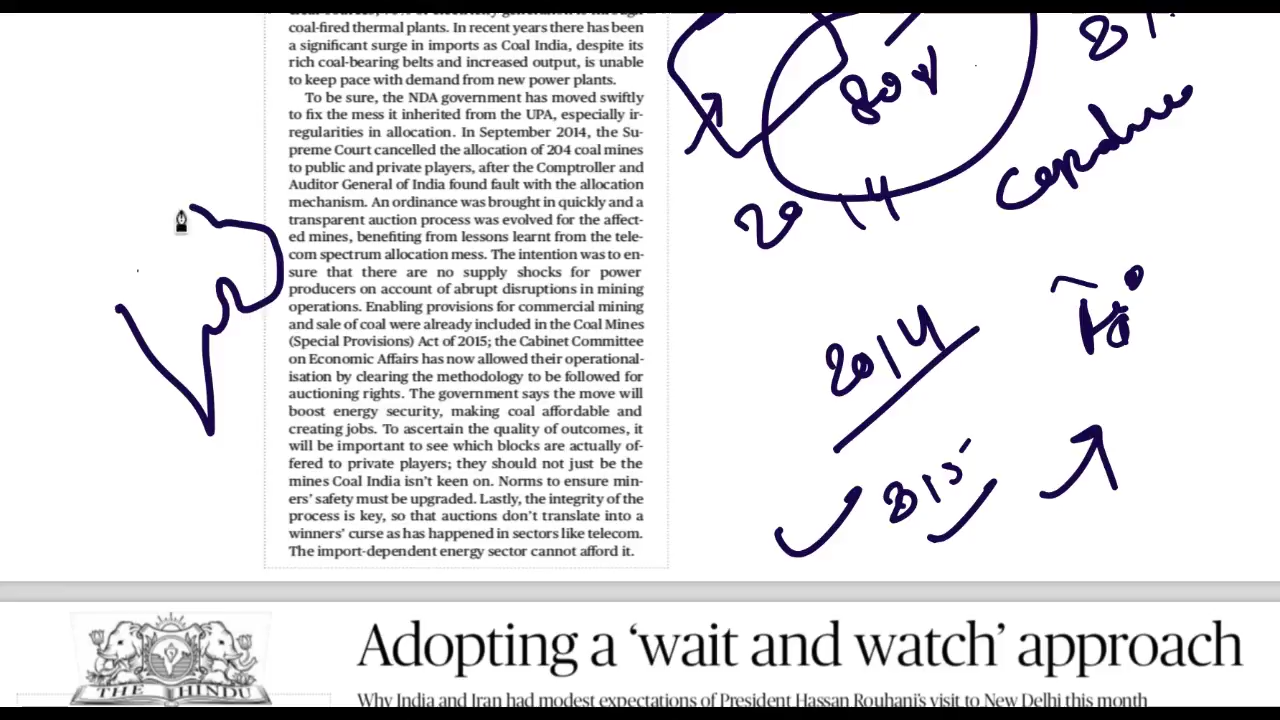 coal-fired thermal plants. In recent years there has been
a significant surge in imports as Coal India, despite its
rich coal-bearing belts and increased output, is unable
to keep pace with demand from new power plants.
To be sure, the NDA government has moved swiftly
to fix the mess it inherited from the UPA, especially ir-
regularities in allocation. In September 2014, the Su-
preme Court cancelled the allocation of 204 coal mines
to public and private players, after the Comptroller and
Auditor General of India found fault with the allocation
mechanism. An ordinance was brought in quickly and a
transparent auction process was evolved for the affect-
ed mines, benefiting from lessons learnt from the tele-
com spectrum allocation mess. The intention was to en-
sure that there are no supply shocks for power
producers on account of abrupt disruptions in mining
operations. Enabling provisions for commercial mining
and sale of coal were already included in the Coal Mines
(Special Provisions) Act of 2015; the Cabinet Committee
on Economic Affairs has now allowed their operational-
isation by clearing the methodology to be followed for
auctioning rights. The government says the move will
boost energy security, making coal affordable and
creating jobs. To ascertain the quality of outcomes, it
will be important to see which blocks are actually of-
fered to private players; they should not just be the
mines Coal India isn't keen on. Norms to ensure min-
ers' safety must be upgraded. Lastly, the integrity of the
process is key, so that auctions don't translate into a
winners' curse as has happened in sectors like telecom.
The import-dependent energy sector cannot afford it.
2014
2014
THE HINDU
Adopting a 'wait and watch' approach
Why India and Iran had modest expectations of President Hassan Rouhani's visit to New Delhi this month